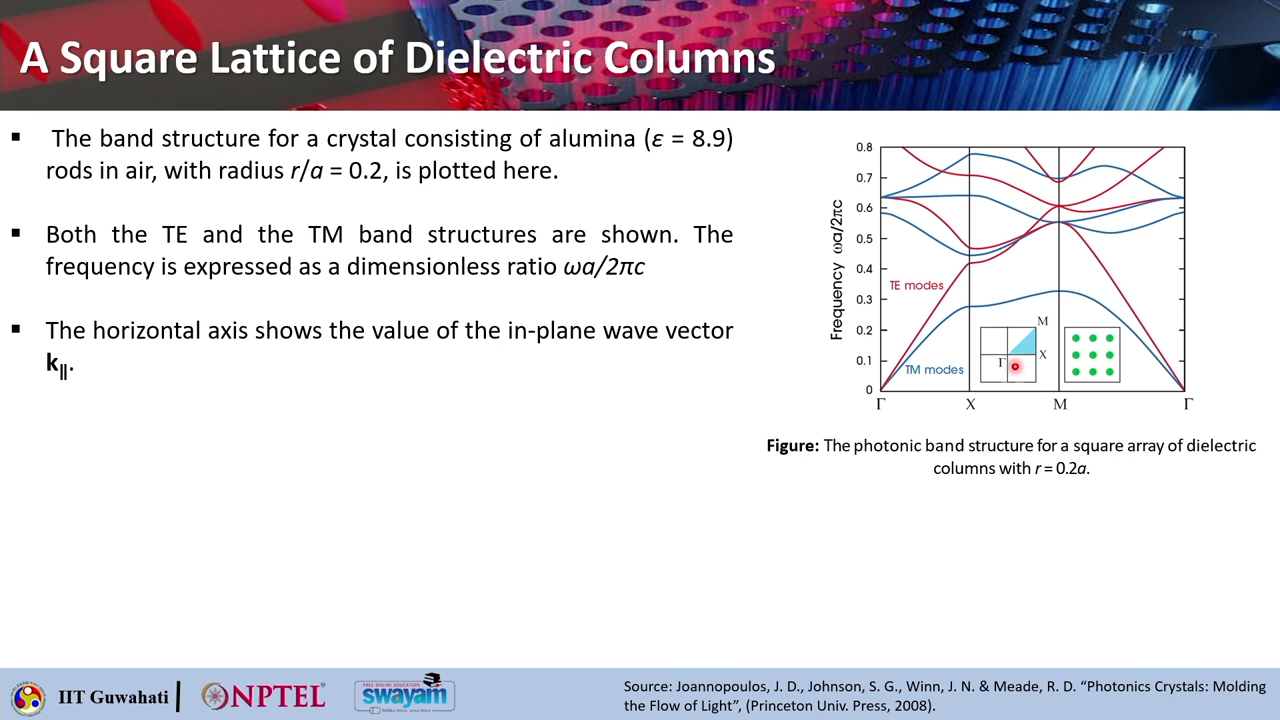 A Square Lattice of Dielectric Columns
▪ The band structure for a crystal consisting of alumina (ε = 8.9)
rods in air, with radius r/a = 0.2, is plotted here.
▪ Both the TE and the TM band structures are shown. The
frequency is expressed as a dimensionless ratio ωa/2πc
▪ The horizontal axis shows the value of the in-plane wave vector
k||.
Frequency ωa/2πc
0.8
0.7
0.6
0.5
0.4
0.3
0.2
0.1
0
TE modes
TM modes
M
X
Γ
Γ X M Γ
Figure: The photonic band structure for a square array of dielectric
columns with r = 0.2a.
IIT Guwahati
NPTEL
FREE ONLINE EDUCATION
swayam
Source: Joannopoulos, J. D., Johnson, S. G., Winn, J. N. & Meade, R. D. “Photonics Crystals: Molding
the Flow of Light”, (Princeton Univ. Press, 2008).